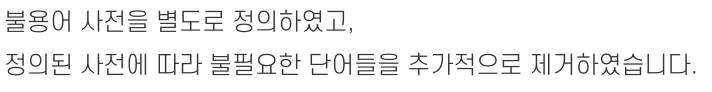 불용어 사전을 별도로 정의하였고,
정의된 사전에 따라 불필요한 단어들을 추가적으로 제거하였습니다.